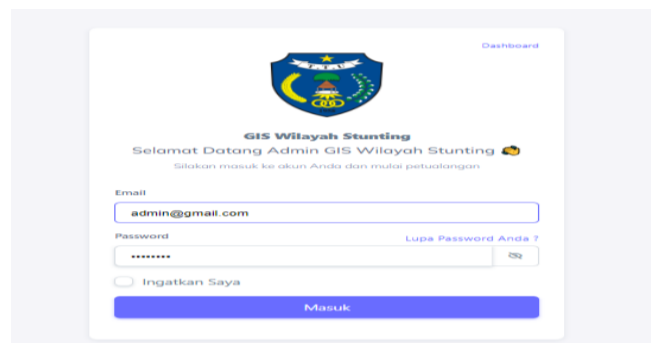 Dashboard
T.T.U
GIS Wilayah Stunting
Selamat Datang Admin GIS Wilayah Stunting
Silakan masuk ke akun Anda dan mulai petualangan
Email
admin@gmail.com
Password
Lupa Password Anda ?
••••••••
Ingatkan Saya
Masuk